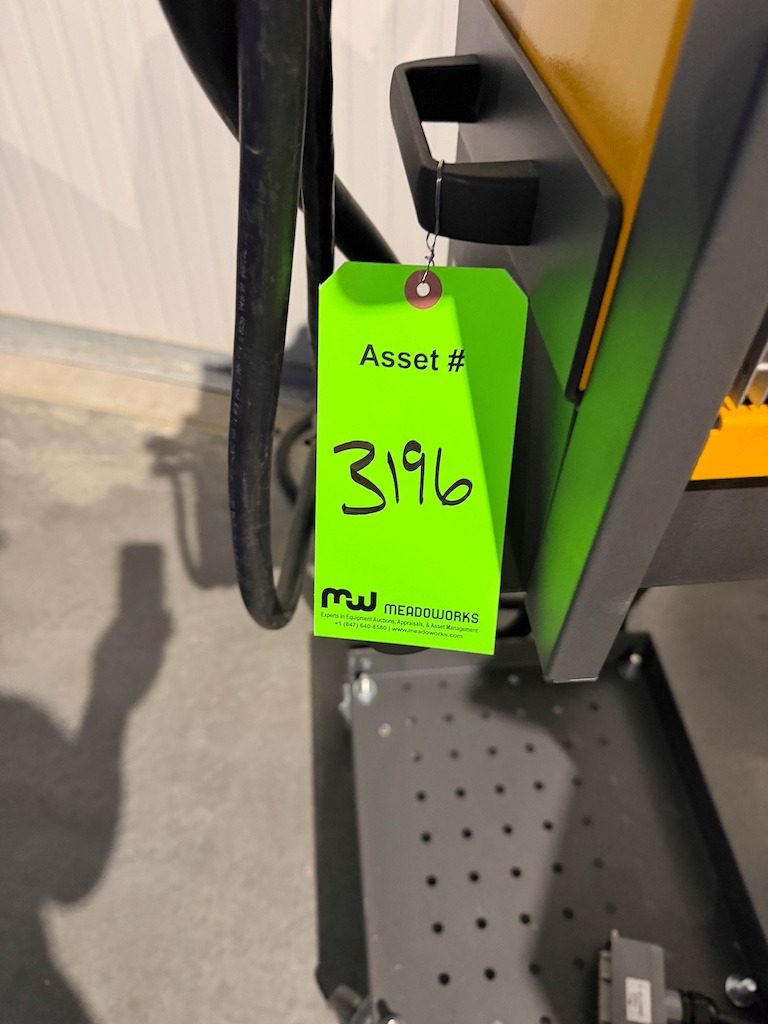 Asset #
3196
mw MEADOWORKS
Experts in Equipment Auctions, Appraisals, & Asset Management
+1 (847) 640-8580 | www.meadoworks.com